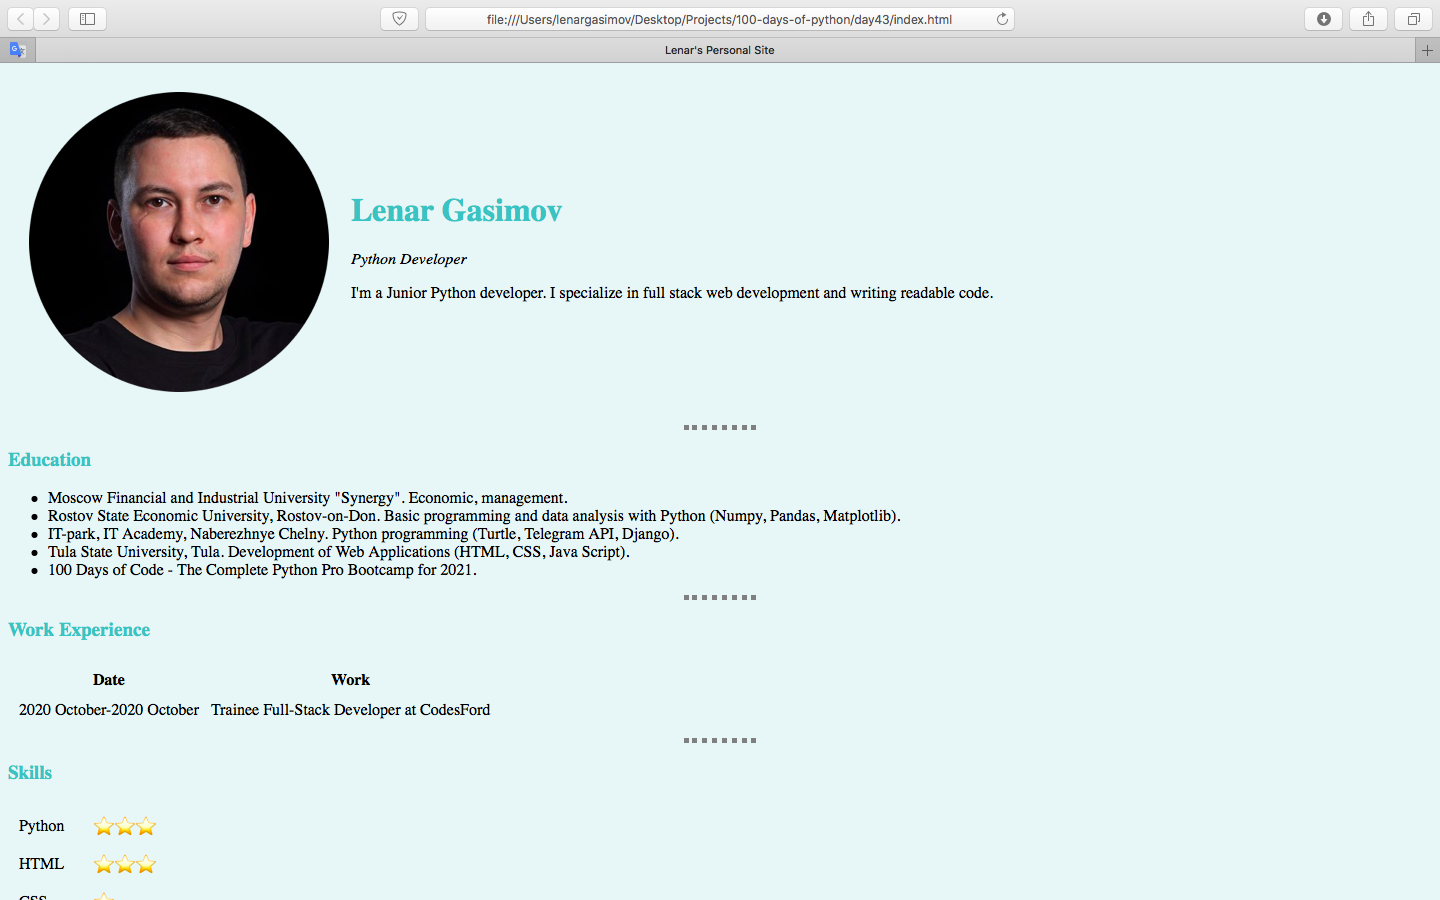 file:///Users/lenargasimov/Desktop/Projects/100-days-of-python/day43/index.html
Lenar's Personal Site
Lenar Gasimov
Python Developer
I'm a Junior Python developer. I specialize in full stack web development and writing readable code.
Education
Moscow Financial and Industrial University "Synergy". Economic, management.
Rostov State Economic University, Rostov-on-Don. Basic programming and data analysis with Python (Numpy, Pandas, Matplotlib).
IT-park, IT Academy, Naberezhnye Chelny. Python programming (Turtle, Telegram API, Django).
Tula State University, Tula. Development of Web Applications (HTML, CSS, Java Script).
100 Days of Code - The Complete Python Pro Bootcamp for 2021.
Work Experience
Date Work
2020 October-2020 October Trainee Full-Stack Developer at CodesFord
Skills
Python ⭐⭐⭐
HTML ⭐⭐⭐
CSS ⭐